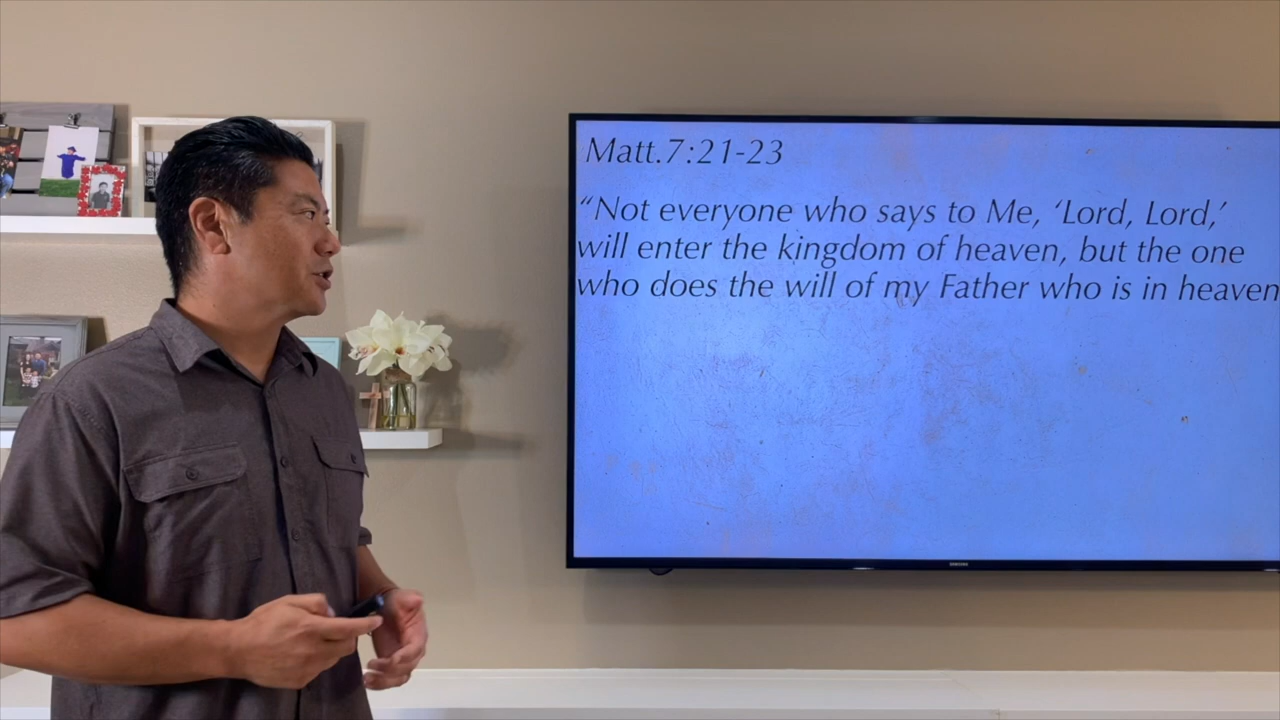 Matt.7:21-23
“Not everyone who says to Me, ‘Lord, Lord,’
will enter the kingdom of heaven, but the one
who does the will of my Father who is in heaven
SAMSUNG